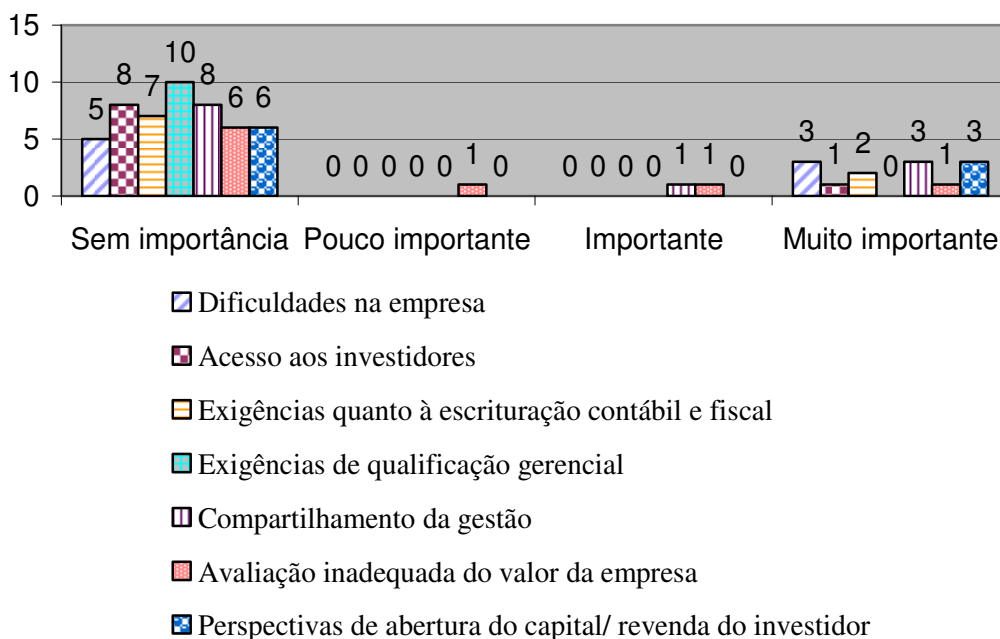 15
10
5
0
5 8 7 10 8 6 6
0 0 0 0 0 1 0
0 0 0 0 1 1 0
3 1 2 0 3 1 3
Sem importância Pouco importante Importante Muito importante
Dificuldades na empresa
Acesso aos investidores
Exigências quanto à escrituração contábil e fiscal
Exigências de qualificação gerencial
Compartilhamento da gestão
Avaliação inadequada do valor da empresa
Perspectivas de abertura do capital/ revenda do investidor